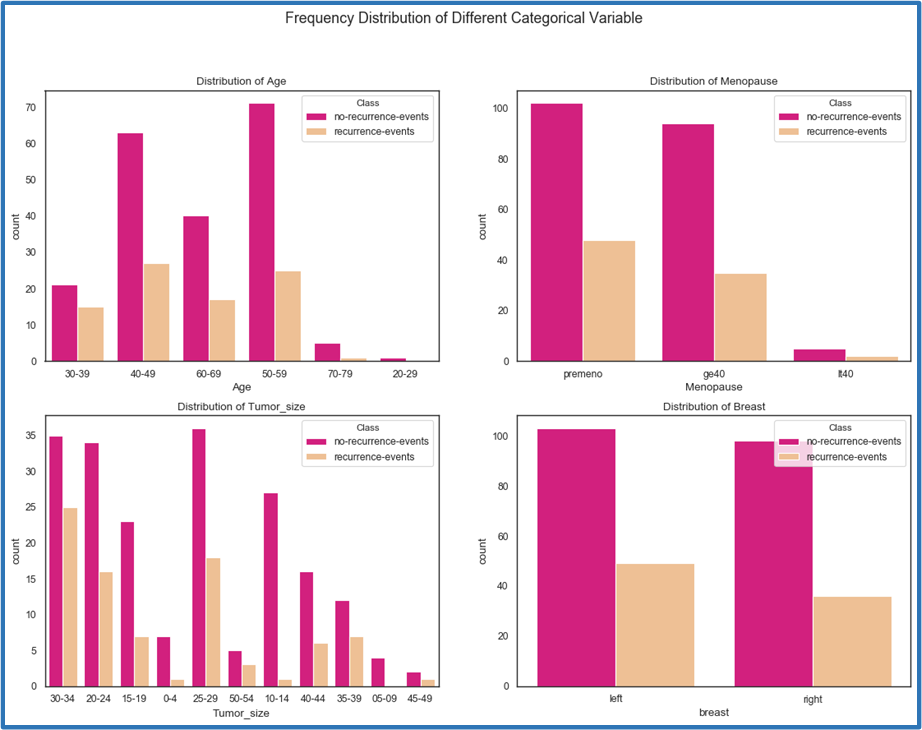 Frequency Distribution of Different Categorical Variable
Distribution of Age
Class
no-recurrence-events
recurrence-events
count
70
60
50
40
30
20
10
0
30-39 40-49 60-69 50-59 70-79 20-29
Age
Distribution of Menopause
Class
no-recurrence-events
recurrence-events
count
100
80
60
40
20
0
premeno ge40 lt40
Menopause
Distribution of Tumor_size
Class
no-recurrence-events
recurrence-events
count
35
30
25
20
15
10
5
0
30-34 20-24 15-19 0-4 25-29 50-54 10-14 40-44 35-39 05-09 45-49
Tumor_size
Distribution of Breast
Class
no-recurrence-events
recurrence-events
count
100
80
60
40
20
0
left right
breast